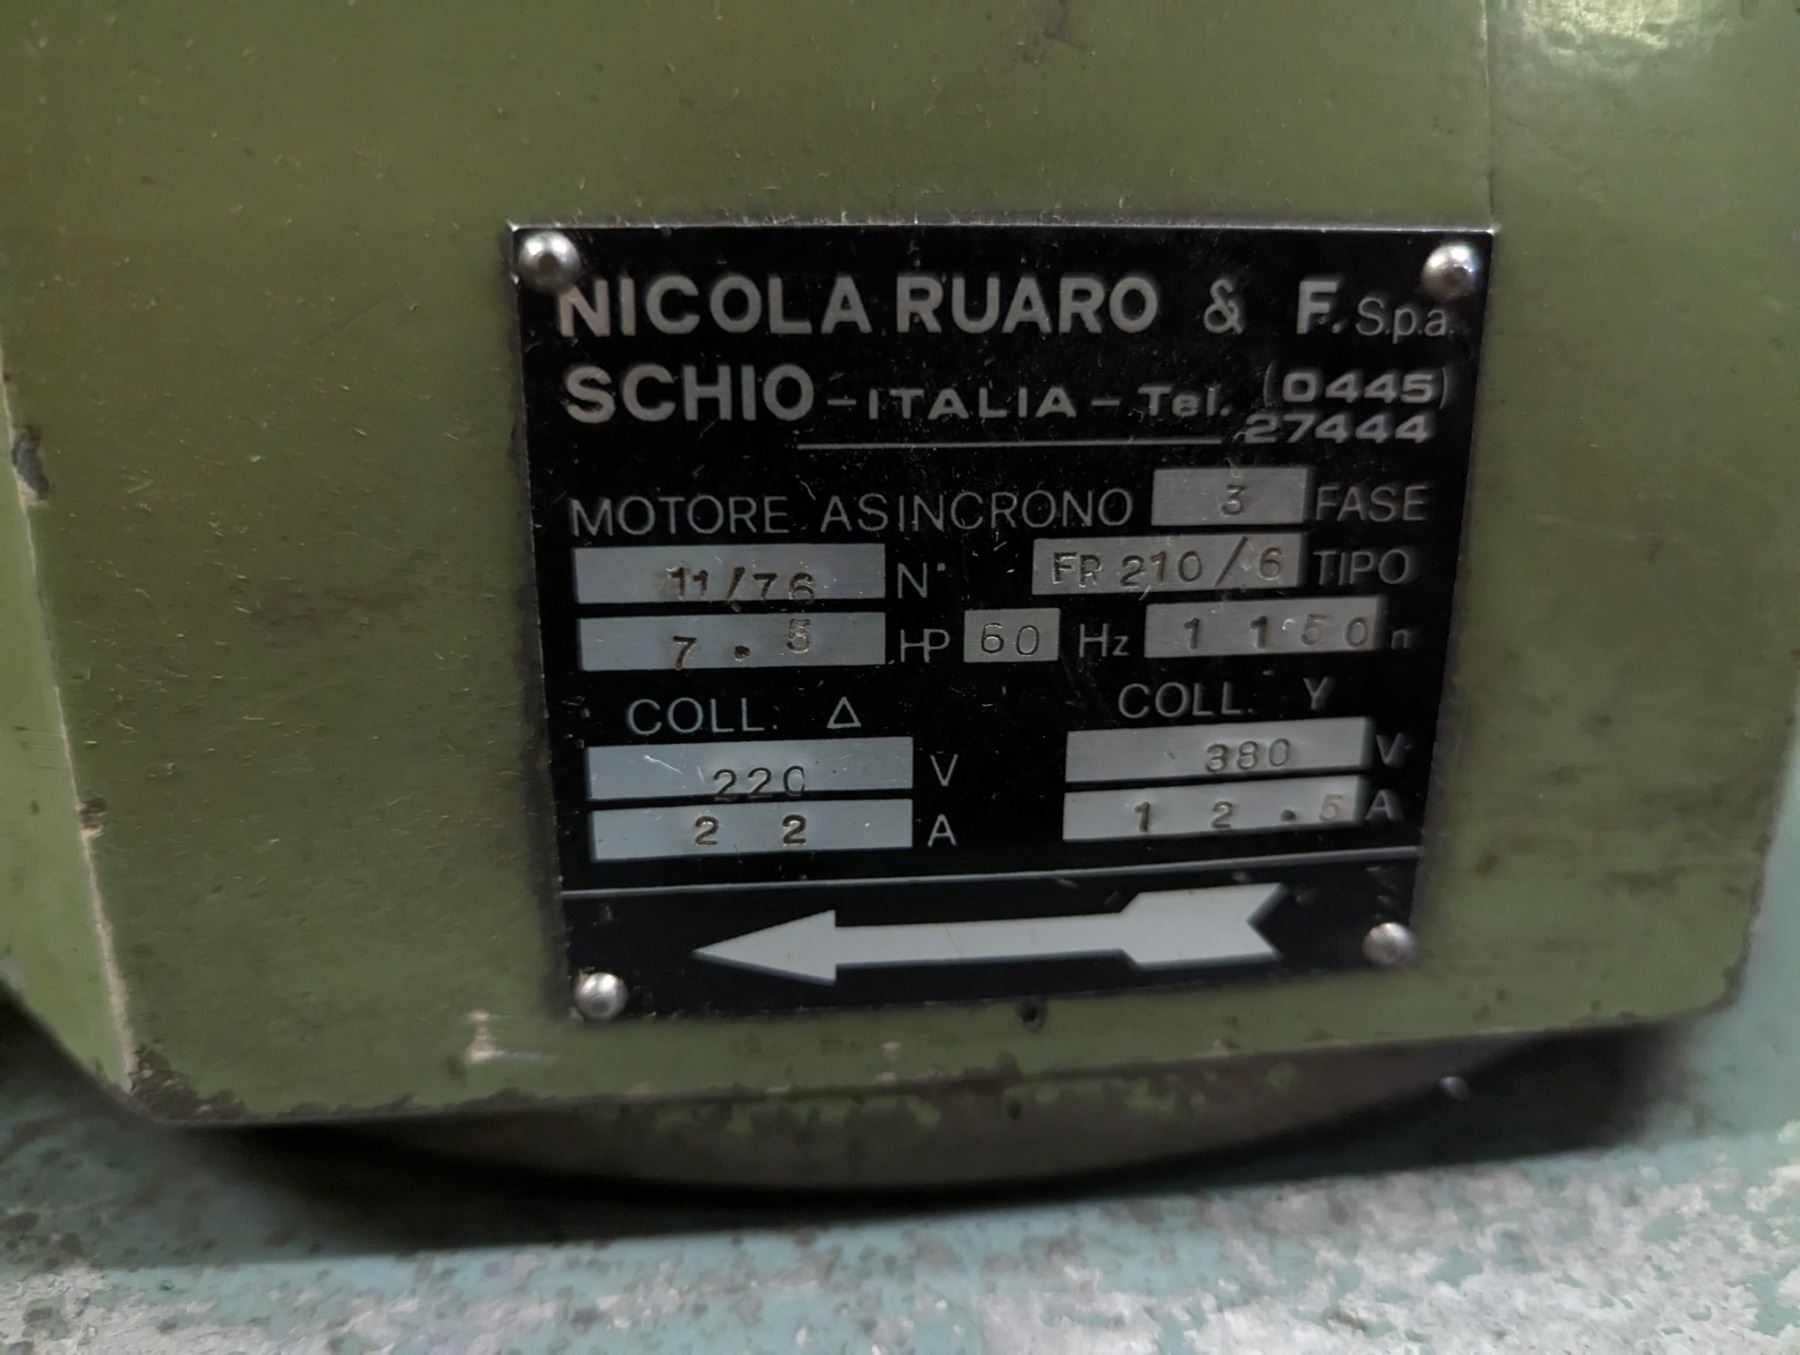 NICOLA RUARO & F. S.p.a.
SCHIO - ITALIA - Tel. (0445) 27444
MOTORE ASINCRONO 3 FASE
11/76 N° FR 210/6 TIPO
7.5 HP 60 Hz 1150 n
COLL. Δ COLL. Y
220 V 380 V
22 A 12.5 A